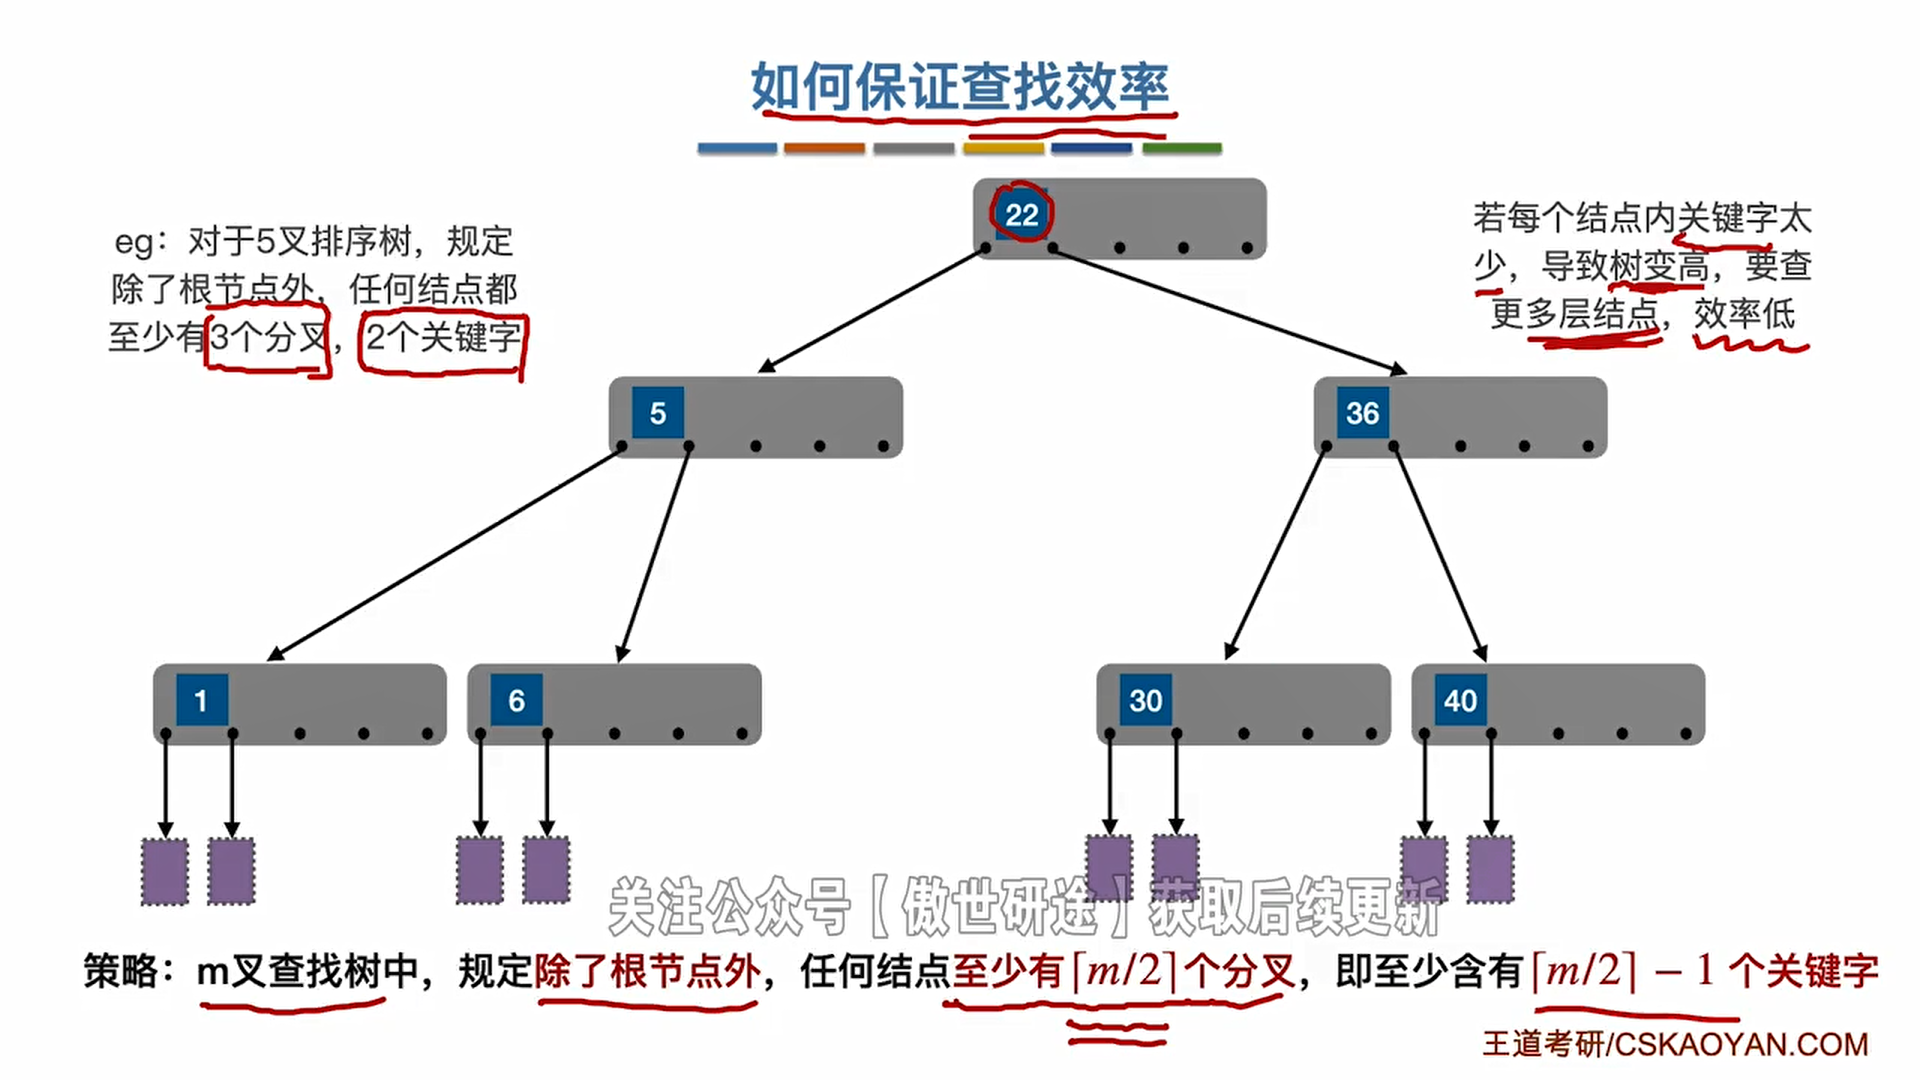 如何保证查找效率
eg：对于5叉排序树，规定
除了根节点外，任何结点都
至少有3个分叉，2个关键字
若每个结点内关键字太
少，导致树变高，要查
更多层结点，效率低
22
5
36
1
6
30
40
关注公众号【傲世研途】获取后续更新
策略：m叉查找树中，规定除了根节点外，任何结点至少有⌈m/2⌉个分叉，即至少含有⌈m/2⌉ − 1 个关键字
王道考研/CSKAOYAN.COM